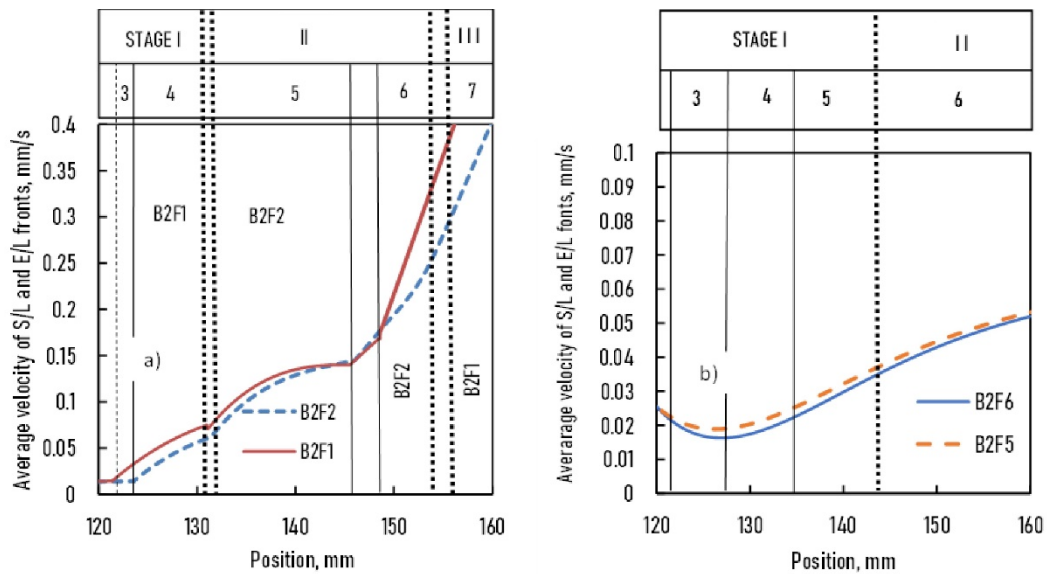 STAGE I II III
3 4 5 6 7
Avrerage velocity of S/L and E/L fronts, mm/s
0.4
0.35
0.3
0.25
0.2
0.15
0.1
0.05
0
B2F1
B2F2
a)
B2F2
B2F1
B2F2
B2F1
120 130 140 150 160
Position, mm
STAGE I II
3 4 5 6
Averarage velocity of S/L and E/L fonts, mm/s
0.1
0.09
0.08
0.07
0.06
0.05
0.04
0.03
0.02
0.01
0
b)
B2F6
B2F5
120 130 140 150 160
Position, mm